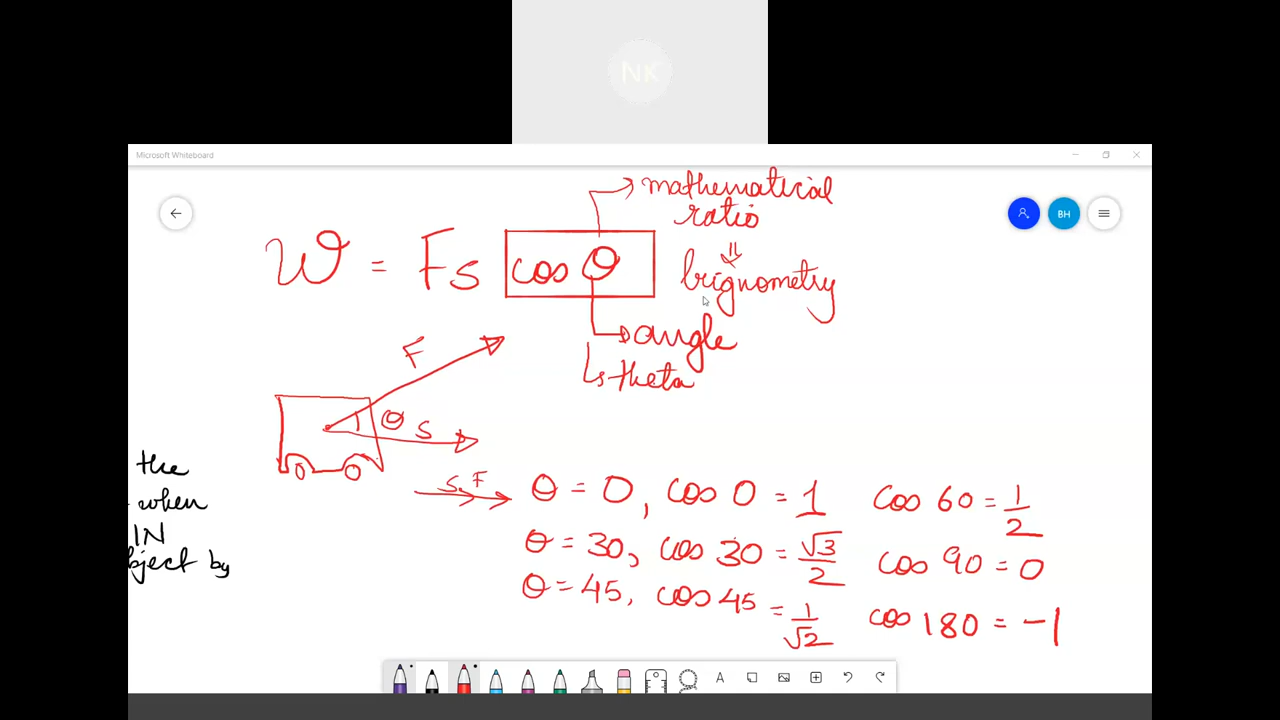 NK
Microsoft Whiteboard
BH
mathematical
ratio
⇓
trignometry
W = Fs cos θ
angle
theta
F
θ
s
the
when
IN
bject by
s, F
θ = 0, cos 0 = 1
θ = 30, cos 30 = √3/2
θ = 45, cos 45 = 1/√2
cos 60 = 1/2
cos 90 = 0
cos 180 = -1
A